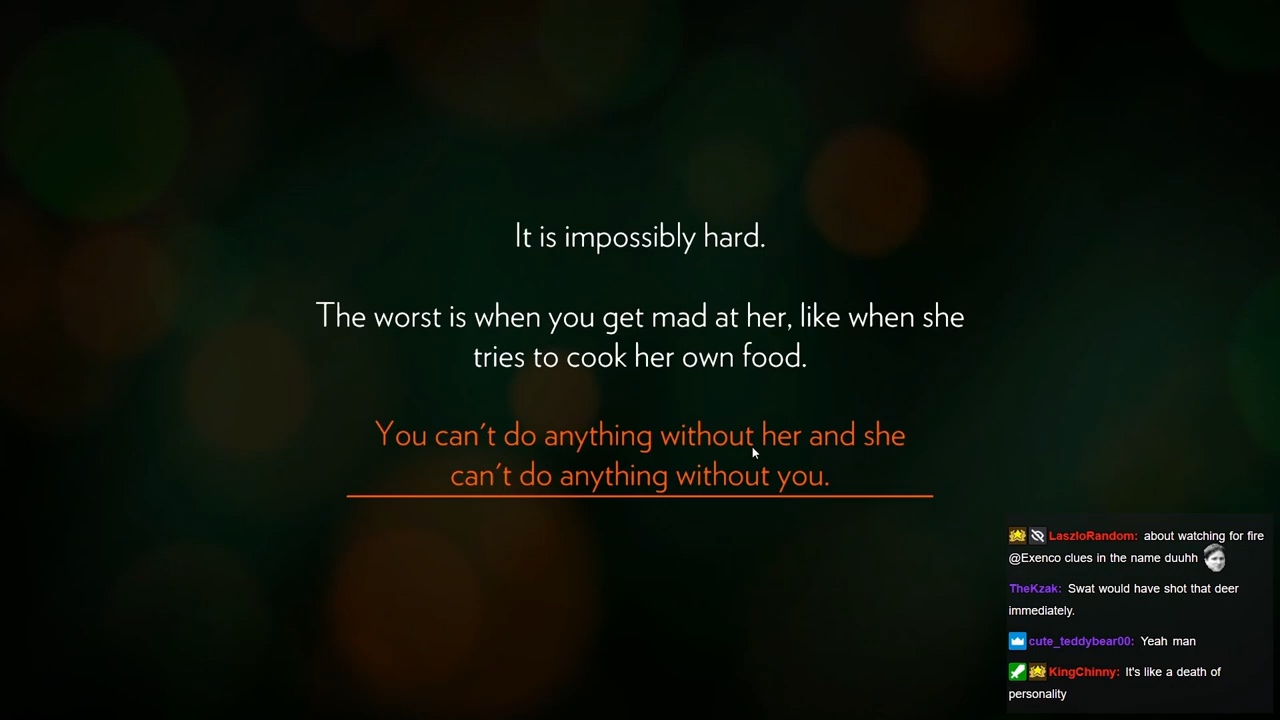 It is impossibly hard.
The worst is when you get mad at her, like when she
tries to cook her own food.
You can't do anything without her and she
can't do anything without you.
LaszloRandom: about watching for fire
@Exenco clues in the name duuhh
TheKzak: Swat would have shot that deer
immediately.
cute_teddybear00: Yeah man
KingChinny: It's like a death of
personality